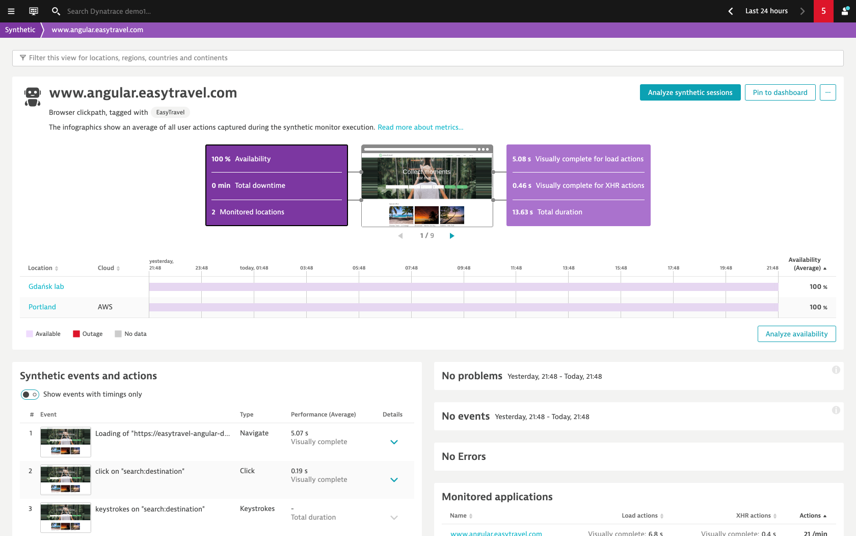 Search Dynatrace demo1...
Last 24 hours
5
Synthetic
www.angular.easytravel.com
Filter this view for locations, regions, countries and continents
www.angular.easytravel.com
Analyze synthetic sessions
Pin to dashboard
...
Browser clickpath, tagged with EasyTravel
The infographics show an average of all user actions captured during the synthetic monitor execution. Read more about metrics...
100 % Availability
0 min Total downtime
2 Monitored locations
Collect moments
5.08 s Visually complete for load actions
0.46 s Visually complete for XHR actions
13.63 s Total duration
1 / 9
Location
Cloud
yesterday,
21:48
23:48
today, 01:48
03:48
05:48
07:48
09:48
11:48
13:48
15:48
17:48
19:48
21:48
Availability
(Average)
Gdańsk lab
100 %
Portland
AWS
100 %
Available
Outage
No data
Analyze availability
Synthetic events and actions
Show events with timings only
# Event
Type
Performance (Average)
Details
1
Loading of "https://easytravel-angular-d...
Navigate
5.07 s
Visually complete
2
click on "search:destination"
Click
0.19 s
Visually complete
3
keystrokes on "search:destination"
Keystrokes
-
Total duration
No problems Yesterday, 21:48 - Today, 21:48
No events Yesterday, 21:48 - Today, 21:48
No Errors
Monitored applications
Name
Load actions
XHR actions
Actions
www.angular.easytravel.com
Visually complete: 6.8 s
Visually complete: 0.4 s
21 /min